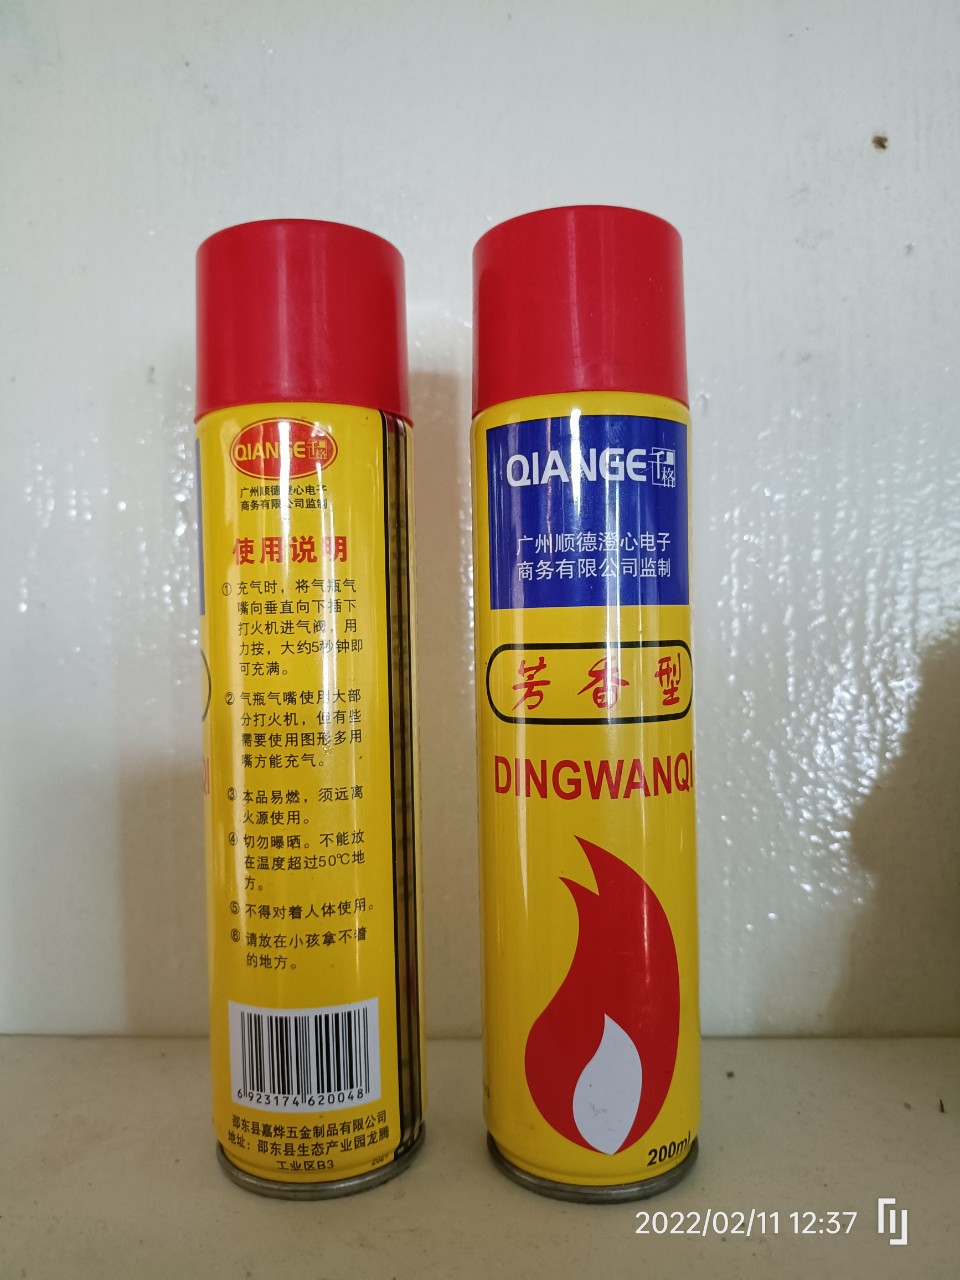 QIANGE千格
广州顺德澄心电子
商务有限公司监制
使用说明
① 充气时，将气瓶气
嘴向垂直向下插下
打火机进气阀，用
力按，大约5秒钟即
可充满。
② 气瓶气嘴使用大部
分打火机，但有些
需要使用图形多用
嘴方能充气。
③ 本品易燃，须远离
火源使用。
④ 切勿曝晒。不能放
在温度超过50℃地
方。
⑤ 不得对着人体使用。
⑥ 请放在小孩拿不着
的地方。
6 923174 620048
邵东县嘉烨五金制品有限公司
地址：邵东县生态产业园龙腾
工业区B3
2021
QI
QIANGE千格
广州顺德澄心电子
商务有限公司监制
芳香型
DINGWANQI
200ml
2022/02/11 12:37